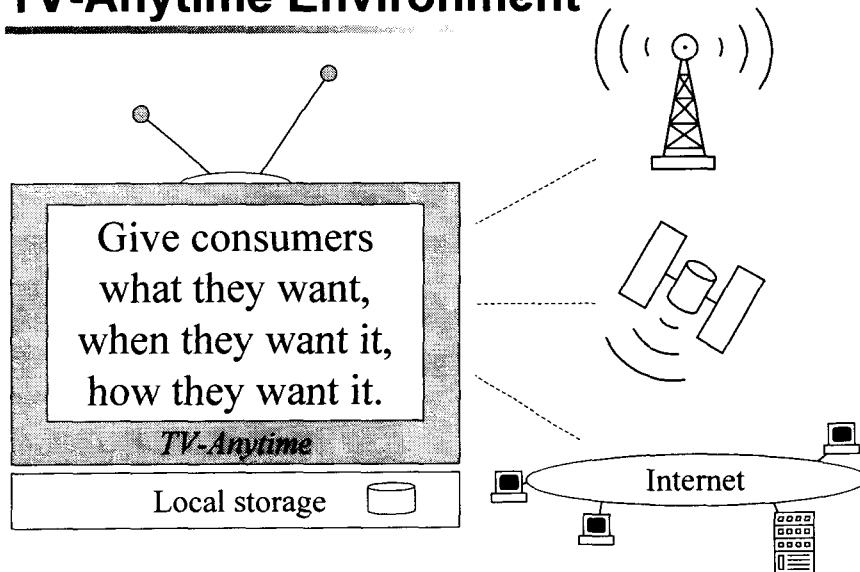 TV-Anytime Environment
Give consumers
what they want,
when they want it,
how they want it.
TV-Anytime
Local storage
Internet